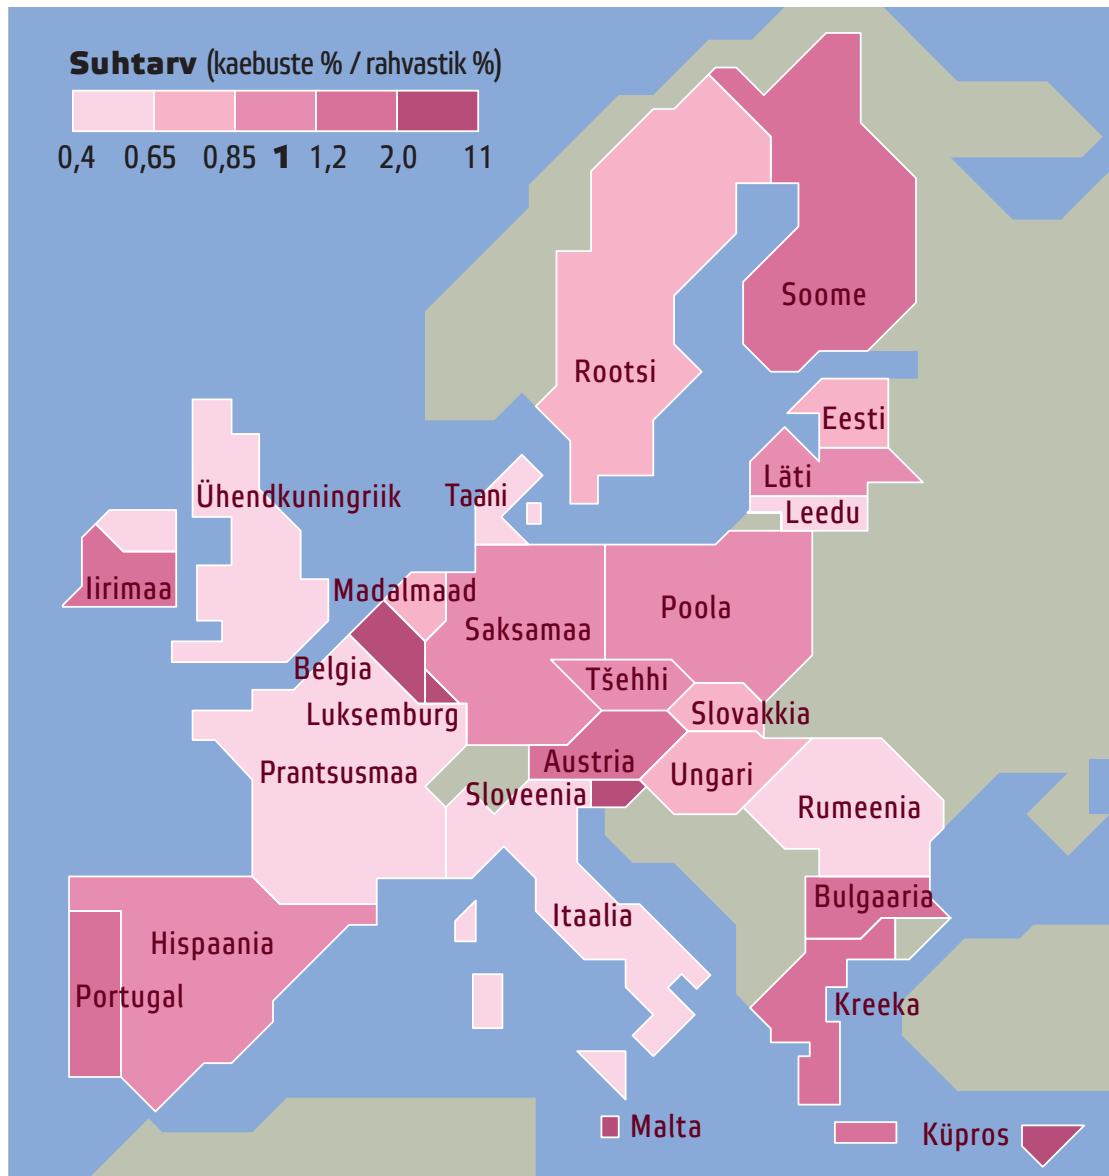 Suhtarv (kaebuste % / rahvastik %)
0,4 0,65 0,85 1 1,2 2,0 11
Soome
Rootsi
Eesti
Läti
Leedu
Ühendkuningriik
Taani
Iirimaa
Madalmaad
Saksamaa
Poola
Belgia
Tšehhi
Luksemburg
Slovakkia
Prantsusmaa
Austria
Ungari
Sloveenia
Rumeenia
Bulgaaria
Itaalia
Hispaania
Portugal
Kreeka
Malta
Küpros